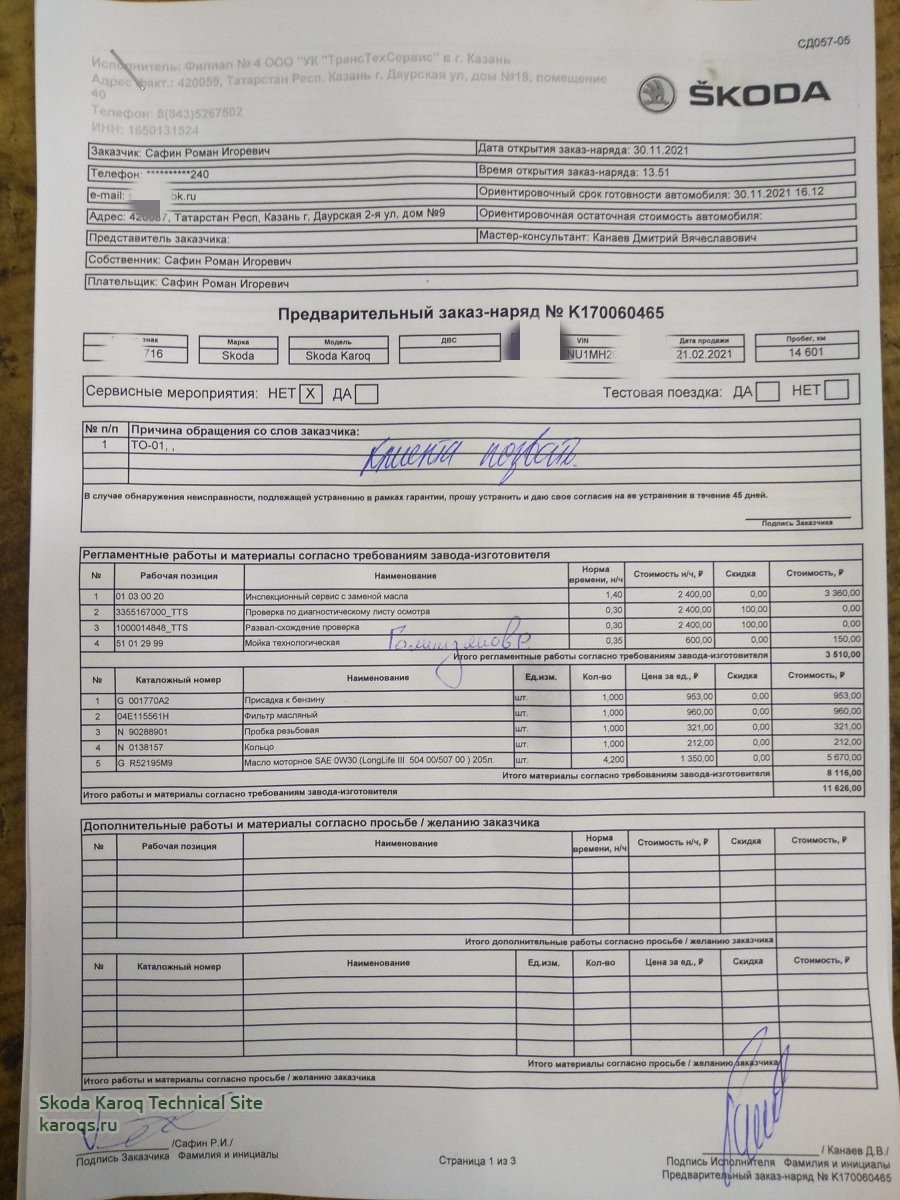 СД057-05
Исполнитель: Филиал № 4 ООО "УК "ТрансТехСервис" в г. Казань
Адрес факт.: 420059, Татарстан Респ, Казань г, Даурская ул, дом №18, помещение
40
Телефон: 8(843)5267502
ИНН: 1650131524
ŠKODA
Заказчик: Сафин Роман Игоревич Дата открытия заказ-наряда: 30.11.2021
Телефон: **********240 Время открытия заказ-наряда: 13.51
e-mail: bk.ru Ориентировочный срок готовности автомобиля: 30.11.2021 16.12
Адрес: 420087, Татарстан Респ, Казань г, Даурская 2-я ул, дом №9 Ориентировочная остаточная стоимость автомобиля:
Представитель заказчика: Мастер-консультант: Канаев Дмитрий Вячеславович
Собственник: Сафин Роман Игоревич
Плательщик: Сафин Роман Игоревич
Предварительный заказ-наряд № К170060465
знак Марка Модель ДВС VIN Дата продажи Пробег, км
716 Skoda Skoda Karoq NU1MH2 21.02.2021 14 601
Сервисные мероприятия: НЕТ X ДА Тестовая поездка: ДА НЕТ
№ п/п Причина обращения со слов заказчика:
1 ТО-01, ,
клиента позвать.
В случае обнаружения неисправности, подлежащей устранению в рамках гарантии, прошу устранить и даю свое согласие на ее устранение в течение 45 дней.
Подпись Заказчика
Регламентные работы и материалы согласно требованиям завода-изготовителя
№ Рабочая позиция Наименование Норма времени, н/ч Стоимость н/ч, ₽ Скидка Стоимость, ₽
1 01 03 00 20 Инспекционный сервис с заменой масла 1,40 2 400,00 0,00 3 360,00
2 3355167000_TTS Проверка по диагностическому листу осмотра 0,30 2 400,00 100,00 0,00
3 1000014848_TTS Развал-схождение проверка 0,30 2 400,00 100,00 0,00
4 51 01 29 99 Мойка технологическая 0,35 600,00 0,00 150,00
Итого регламентные работы согласно требованиям завода-изготовителя 3 510,00
№ Каталожный номер Наименование Ед.изм. Кол-во Цена за ед., ₽ Скидка Стоимость, ₽
1 G 001770A2 Присадка к бензину шт. 1,000 953,00 0,00 953,00
2 04E115561H Фильтр масляный шт. 1,000 960,00 0,00 960,00
3 N 90288901 Пробка резьбовая шт. 1,000 321,00 0,00 321,00
4 N 0138157 Кольцо шт. 1,000 212,00 0,00 212,00
5 G R52195M9 Масло моторное SAE 0W30 (LongLife III 504 00/507 00 ) 205л. шт. 4,200 1 350,00 0,00 5 670,00
Итого материалы согласно требованиям завода-изготовителя 8 116,00
Итого работы и материалы согласно требованиям завода-изготовителя 11 626,00
Дополнительные работы и материалы согласно просьбе / желанию заказчика
№ Рабочая позиция Наименование Норма времени, н/ч Стоимость н/ч, ₽ Скидка Стоимость, ₽
Итого дополнительные работы согласно просьбе / желанию заказчика
№ Каталожный номер Наименование Ед.изм. Кол-во Цена за ед., ₽ Скидка Стоимость, ₽
Итого материалы согласно просьбе / желанию заказчика
Итого работы и материалы согласно просьбе / желанию заказчика
Skoda Karoq Technical Site
karoqs.ru
/Сафин Р.И./
Подпись Заказчика Фамилия и инициалы
Страница 1 из 3
/ Канаев Д.В./
Подпись Исполнителя Фамилия и инициалы
Предварительный заказ-наряд № К170060465